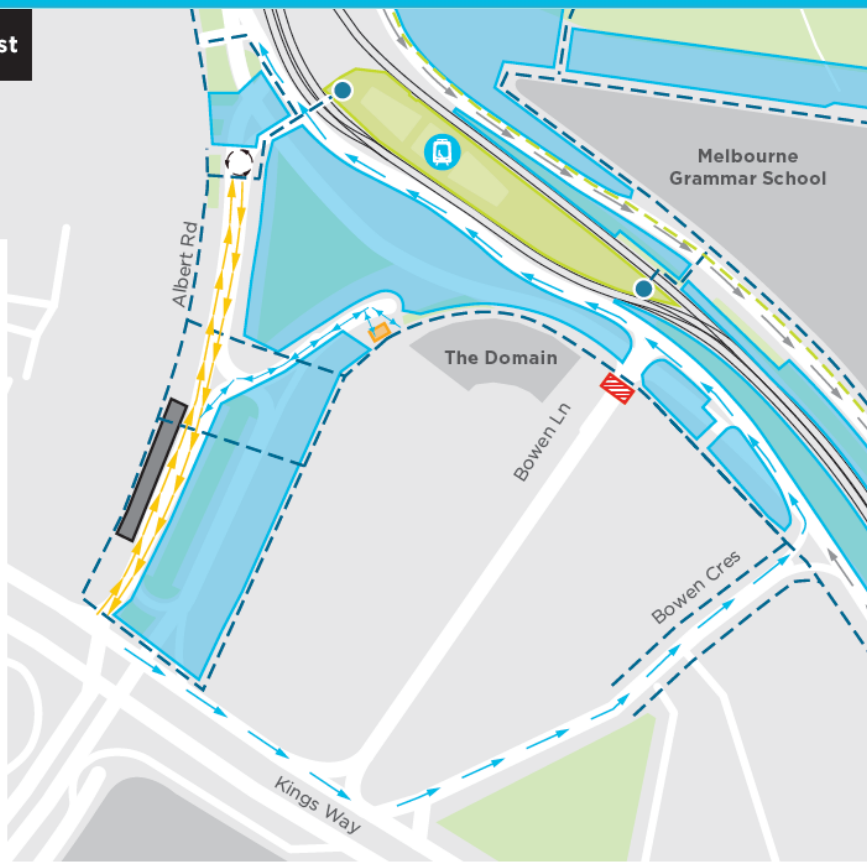 st
Melbourne
Grammar School
Albert Rd
The Domain
Bowen Ln
Bowen Cres
Kings Way